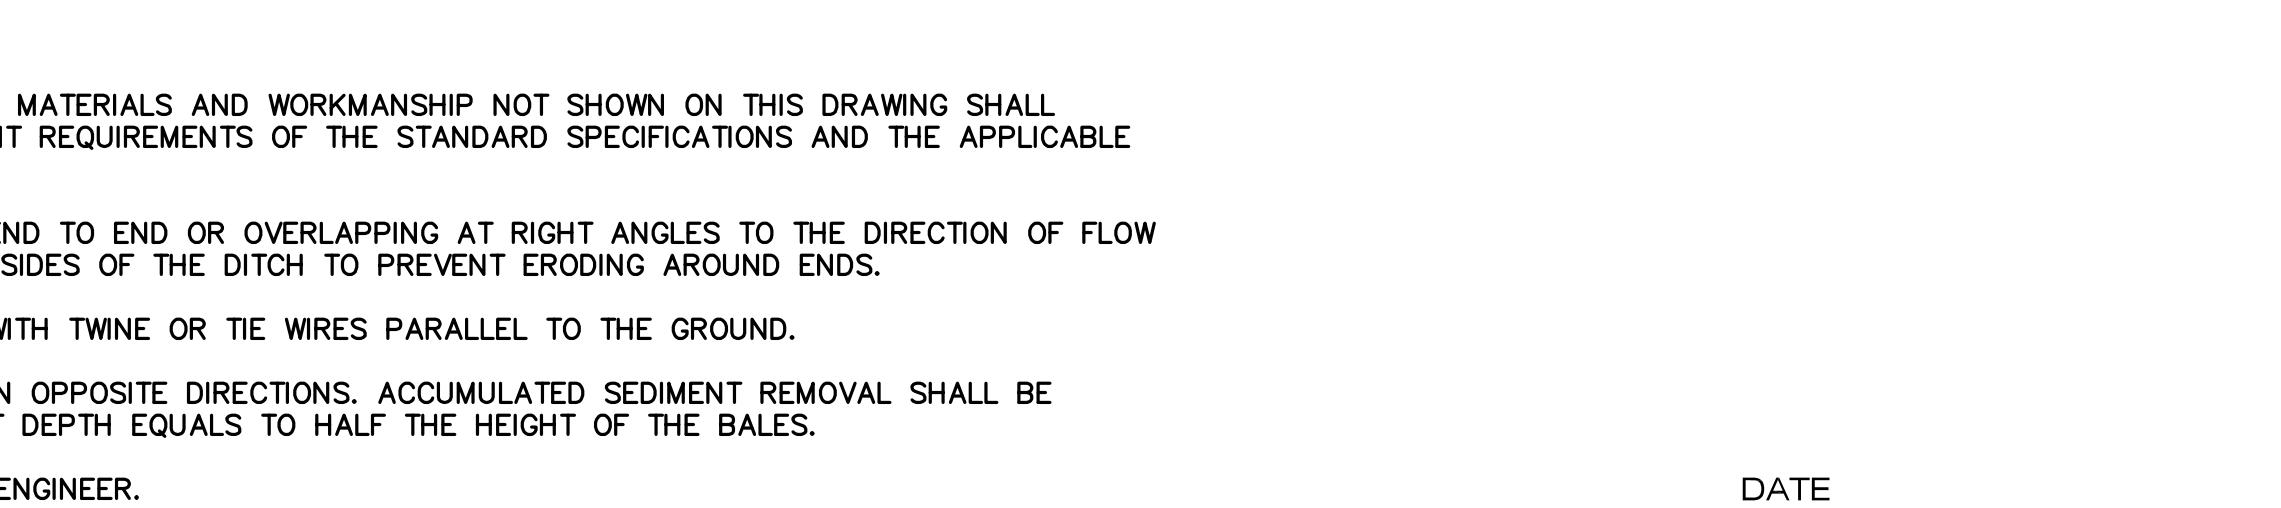 MATERIALS AND WORKMANSHIP NOT SHOWN ON THIS DRAWING SHALL
REQUIREMENTS OF THE STANDARD SPECIFICATIONS AND THE APPLICABLE
TO END OR OVERLAPPING AT RIGHT ANGLES TO THE DIRECTION OF FLOW
SIDES OF THE DITCH TO PREVENT ERODING AROUND ENDS.
WITH TWINE OR TIE WIRES PARALLEL TO THE GROUND.
OPPOSITE DIRECTIONS. ACCUMULATED SEDIMENT REMOVAL SHALL BE
DEPTH EQUALS TO HALF THE HEIGHT OF THE BALES.
ENGINEER.
DATE